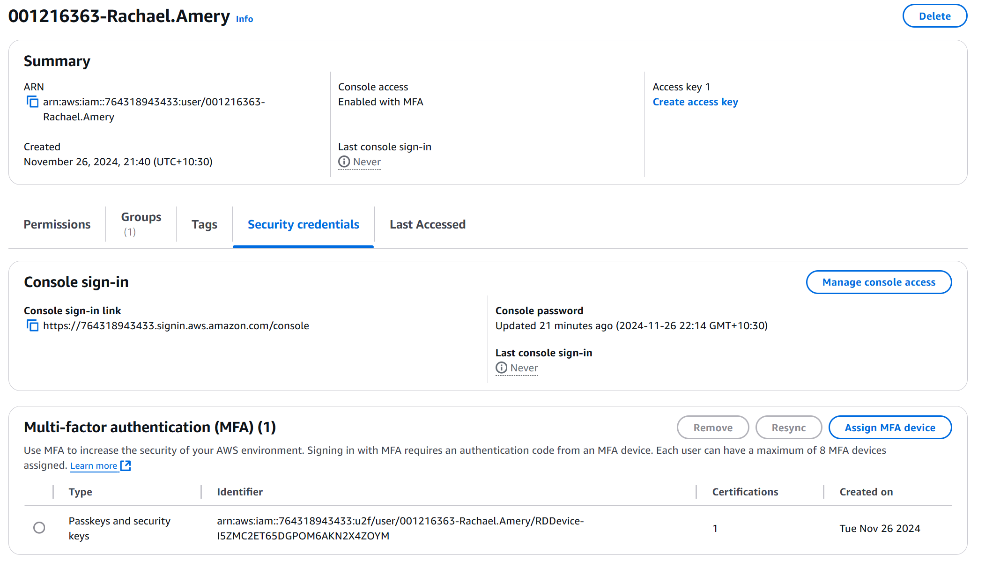 001216363-Rachael.Amery Info
Delete
Summary
ARN
arn:aws:iam::764318943433:user/001216363-
Rachael.Amery
Created
November 26, 2024, 21:40 (UTC+10:30)
Console access
Enabled with MFA
Last console sign-in
Never
Access key 1
Create access key
Permissions
Groups
(1)
Tags
Security credentials
Last Accessed
Console sign-in
Manage console access
Console sign-in link
https://764318943433.signin.aws.amazon.com/console
Console password
Updated 21 minutes ago (2024-11-26 22:14 GMT+10:30)
Last console sign-in
Never
Multi-factor authentication (MFA) (1)
Remove
Resync
Assign MFA device
Use MFA to increase the security of your AWS environment. Signing in with MFA requires an authentication code from an MFA device. Each user can have a maximum of 8 MFA devices
assigned. Learn more
Type
Identifier
Certifications
Created on
Passkeys and security
keys
arn:aws:iam::764318943433:u2f/user/001216363-Rachael.Amery/RDDevice-
I5ZMC2ET65DGPOM6AKN2X4ZOYM
1
Tue Nov 26 2024